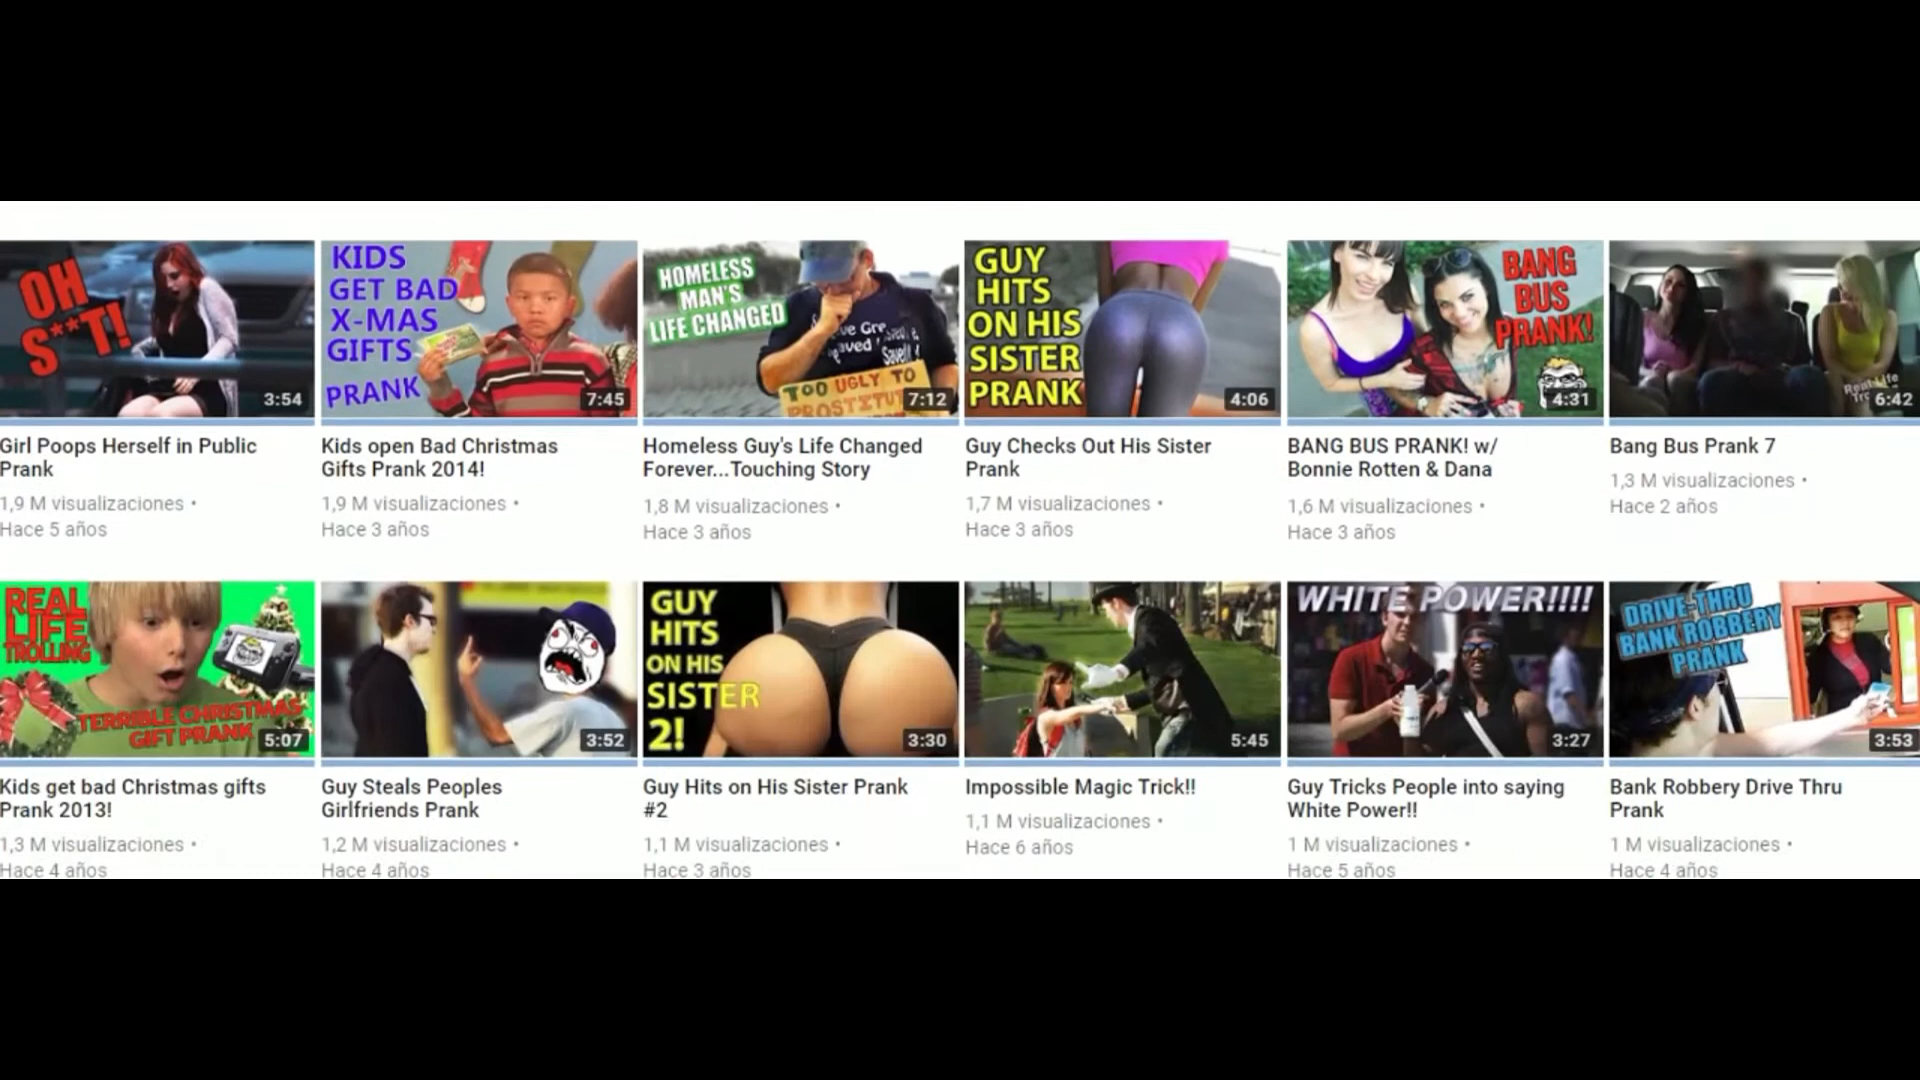 OH
S**T!
3:54
KIDS
GET BAD
X-MAS
GIFTS
PRANK
7:45
HOMELESS
MAN'S
LIFE CHANGED
TOO UGLY TO
7:12
GUY
HITS
ON HIS
SISTER
PRANK
4:06
BANG
BUS
PRANK!
4:31
Real Life
6:42
Girl Poops Herself in Public
Prank
1,9 M visualizaciones •
Hace 5 años
Kids open Bad Christmas
Gifts Prank 2014!
1,9 M visualizaciones •
Hace 3 años
Homeless Guy's Life Changed
Forever...Touching Story
1,8 M visualizaciones •
Hace 3 años
Guy Checks Out His Sister
Prank
1,7 M visualizaciones •
Hace 3 años
BANG BUS PRANK! w/
Bonnie Rotten & Dana
1,6 M visualizaciones •
Hace 3 años
Bang Bus Prank 7
1,3 M visualizaciones •
Hace 2 años
REAL
LIFE
TROLLING
TERRIBLE CHRISTMAS
GIFT PRANK
5:07
3:52
GUY
HITS
ON HIS
SISTER
2!
3:30
5:45
WHITE POWER!!!!
3:27
DRIVE-THRU
BANK ROBBERY
PRANK
3:53
Kids get bad Christmas gifts
Prank 2013!
1,3 M visualizaciones •
Hace 4 años
Guy Steals Peoples
Girlfriends Prank
1,2 M visualizaciones •
Hace 4 años
Guy Hits on His Sister Prank
#2
1,1 M visualizaciones •
Hace 3 años
Impossible Magic Trick!!
1,1 M visualizaciones •
Hace 6 años
Guy Tricks People into saying
White Power!!
1 M visualizaciones •
Hace 5 años
Bank Robbery Drive Thru
Prank
1 M visualizaciones •
Hace 4 años